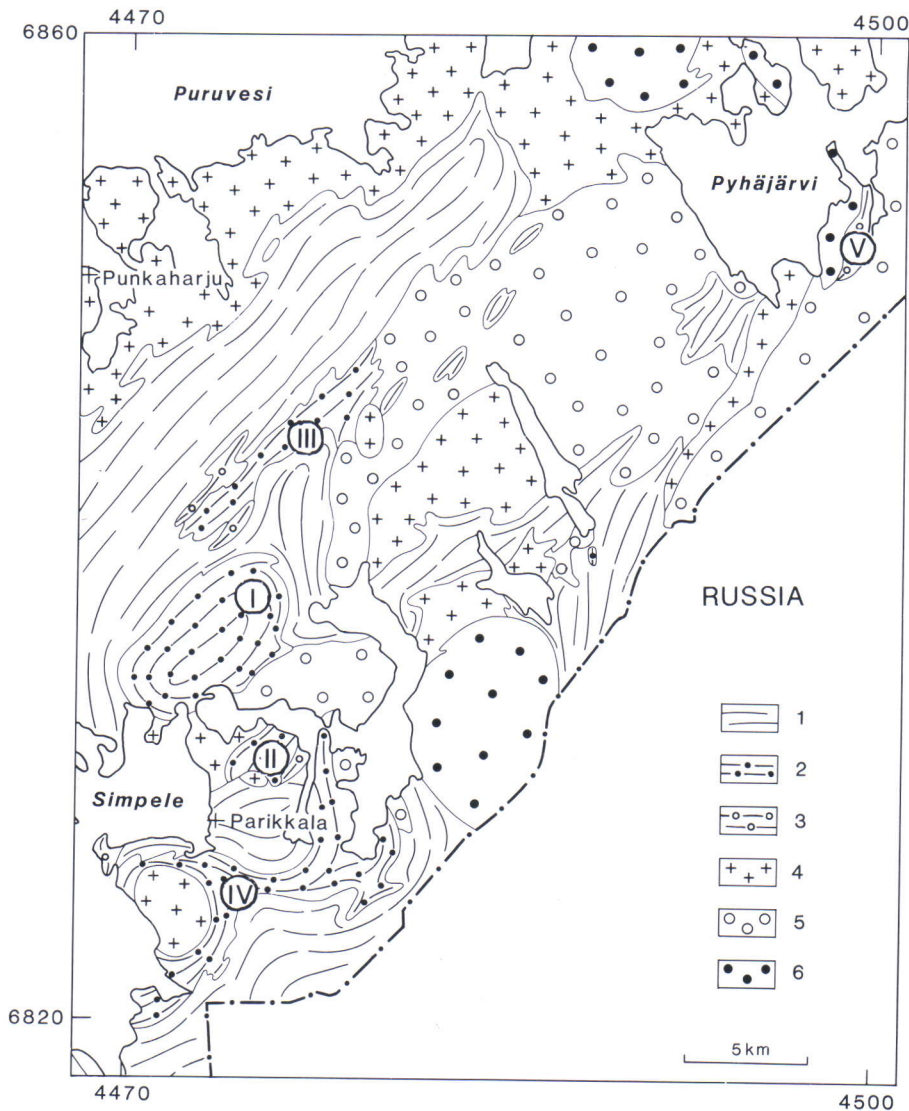 4470
4500
6860
Puruvesi
Pyhäjärvi
V
Punkaharju
III
I
RUSSIA
1
II
2
Simpele
Parikkala
3
IV
4
5
6
6820
5 km
4470
4500